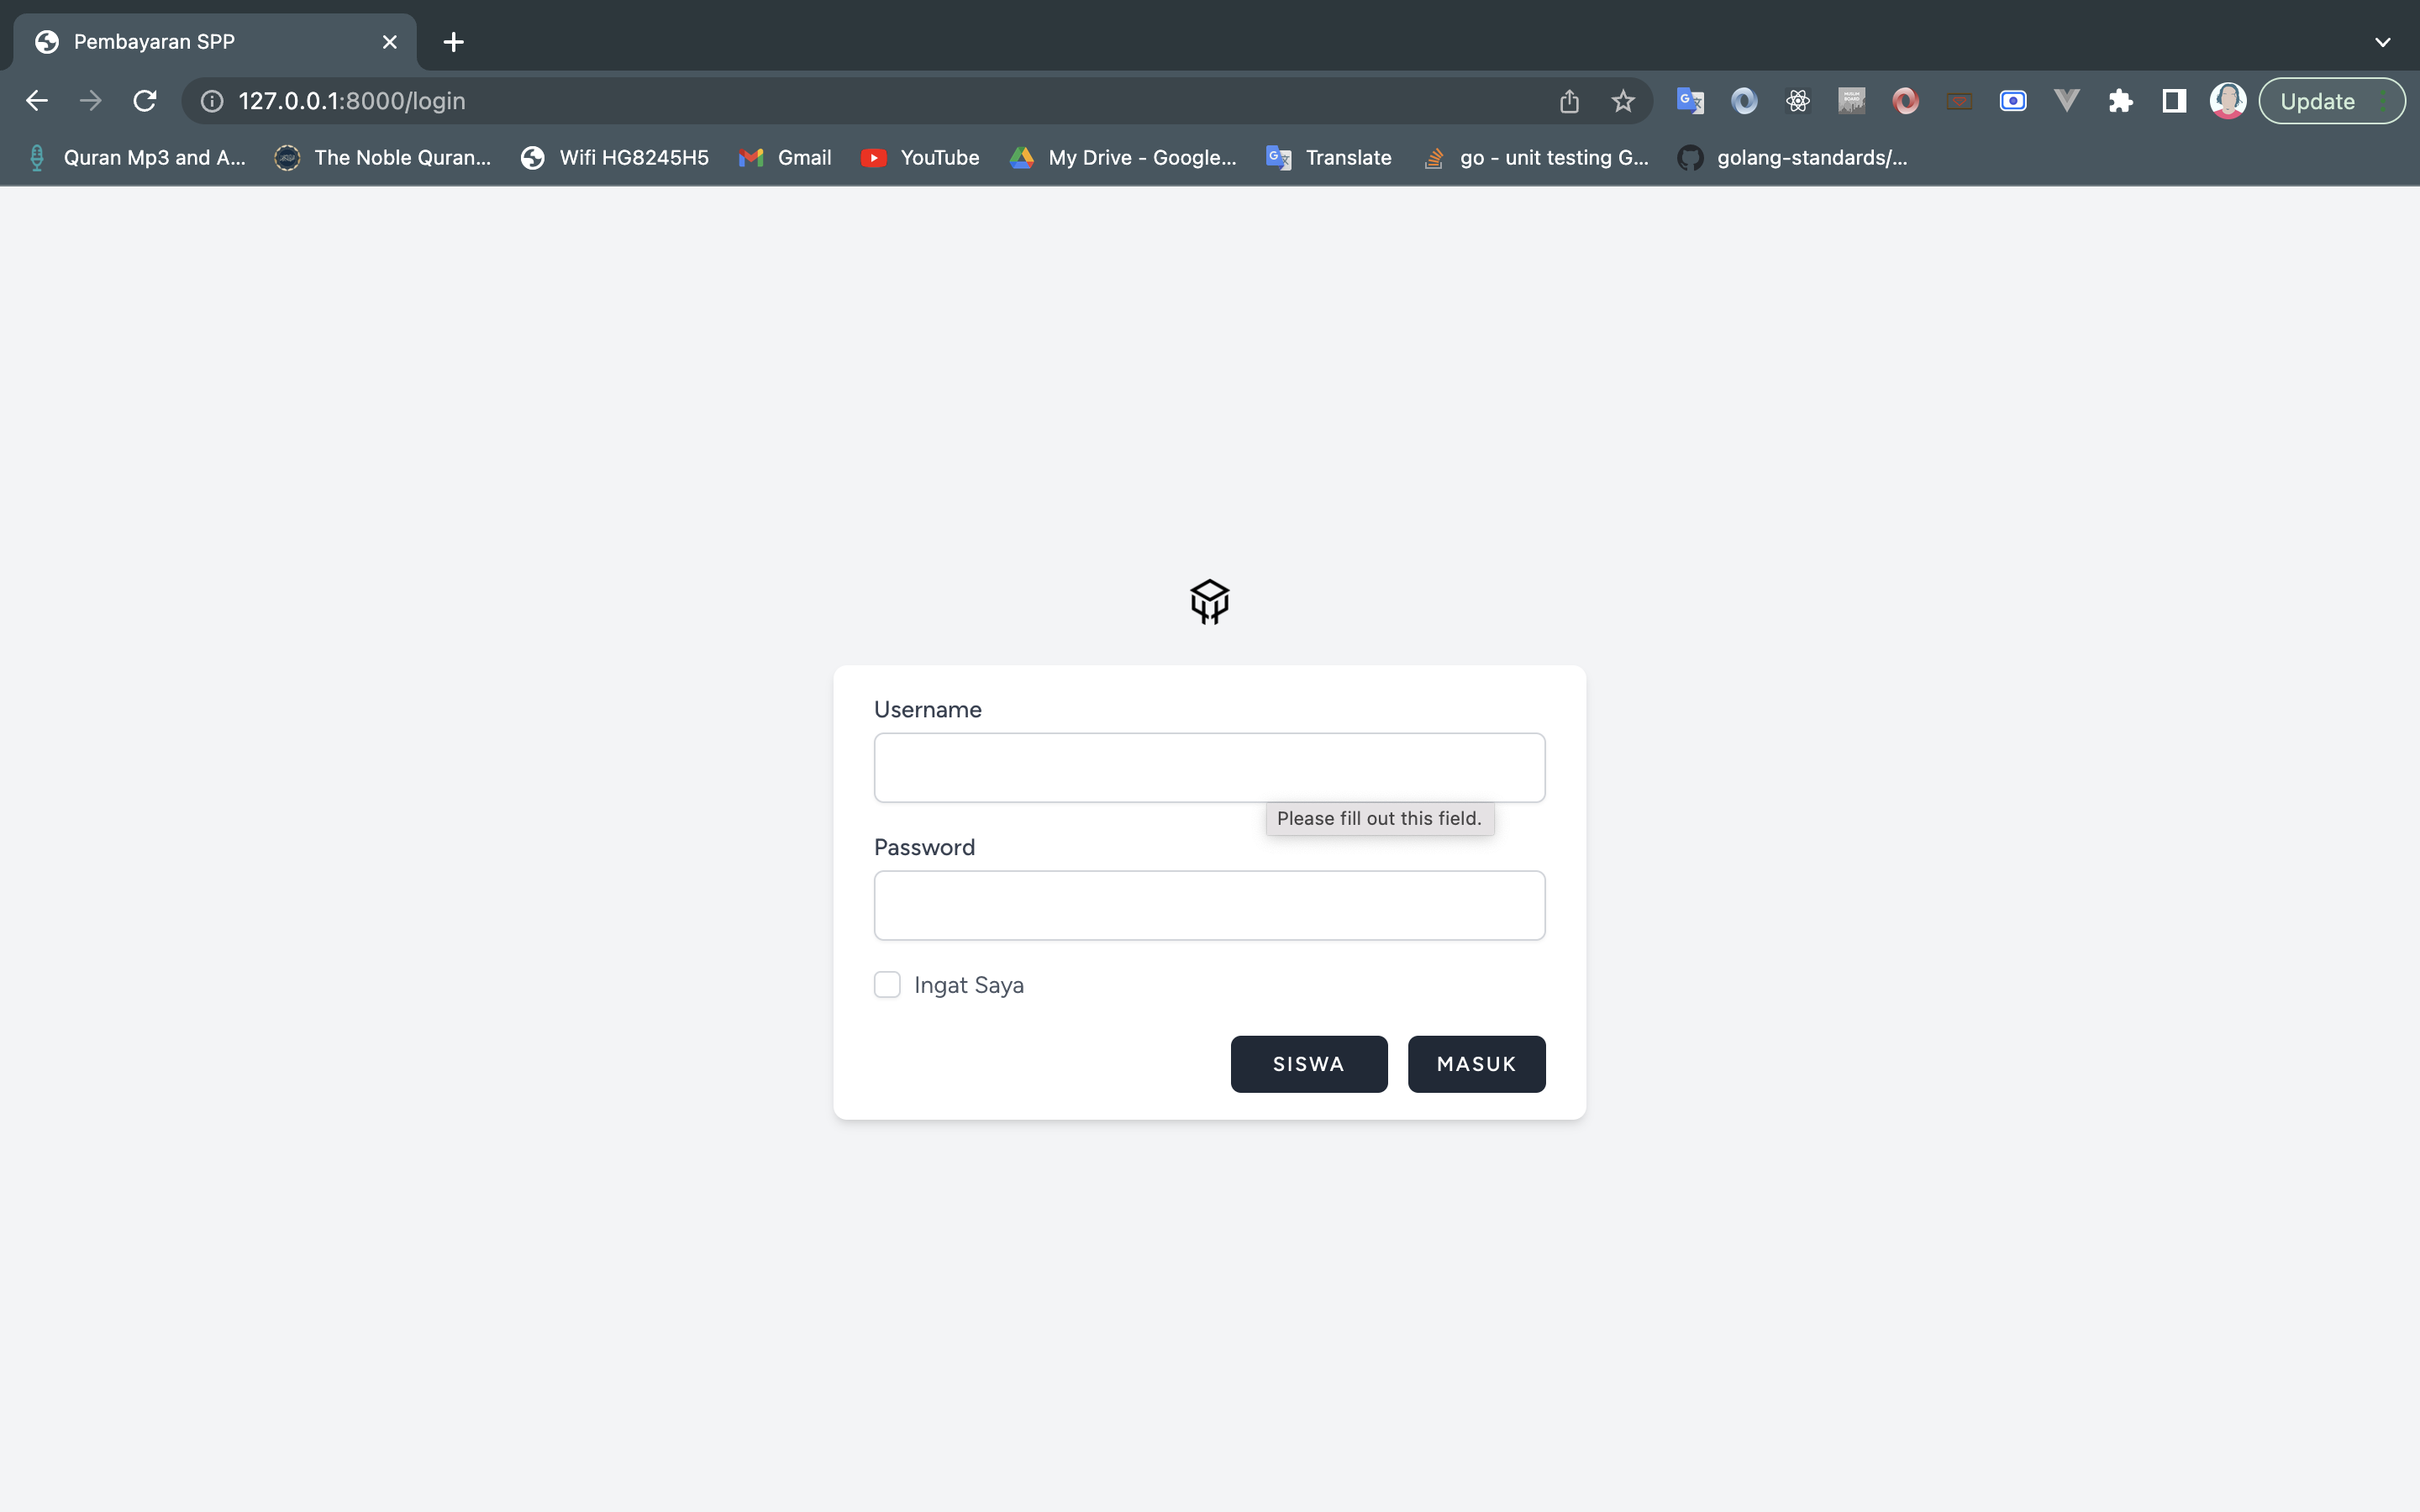 Pembayaran SPP
127.0.0.1:8000/login
Update
Quran Mp3 and A...
The Noble Quran...
Wifi HG8245H5
Gmail
YouTube
My Drive - Google...
Translate
go - unit testing G...
golang-standards/...
Username
Please fill out this field.
Password
Ingat Saya
SISWA
MASUK